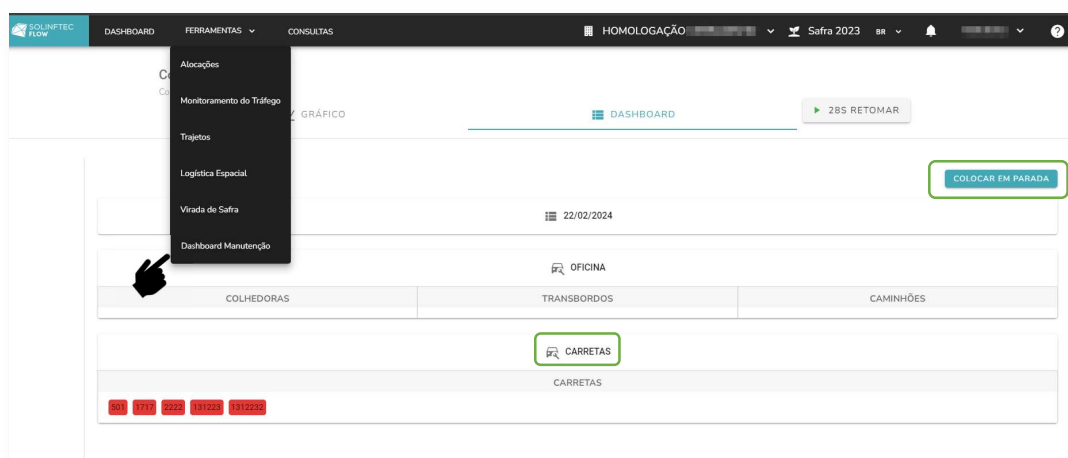 SOLINFTEC
FLOW
DASHBOARD
FERRAMENTAS
CONSULTAS
HOMOLOGAÇÃO
Safra 2023
BR
?
Alocações
Monitoramento do Tráfego
Trajetos
Logística Espacial
Virada de Safra
Dashboard Manutenção
Co
Co
GRÁFICO
DASHBOARD
28S RETOMAR
COLOCAR EM PARADA
22/02/2024
OFICINA
COLHEDORAS
TRANSBORDOS
CAMINHÕES
CARRETAS
CARRETAS
501 1717 2222 131223 1312232